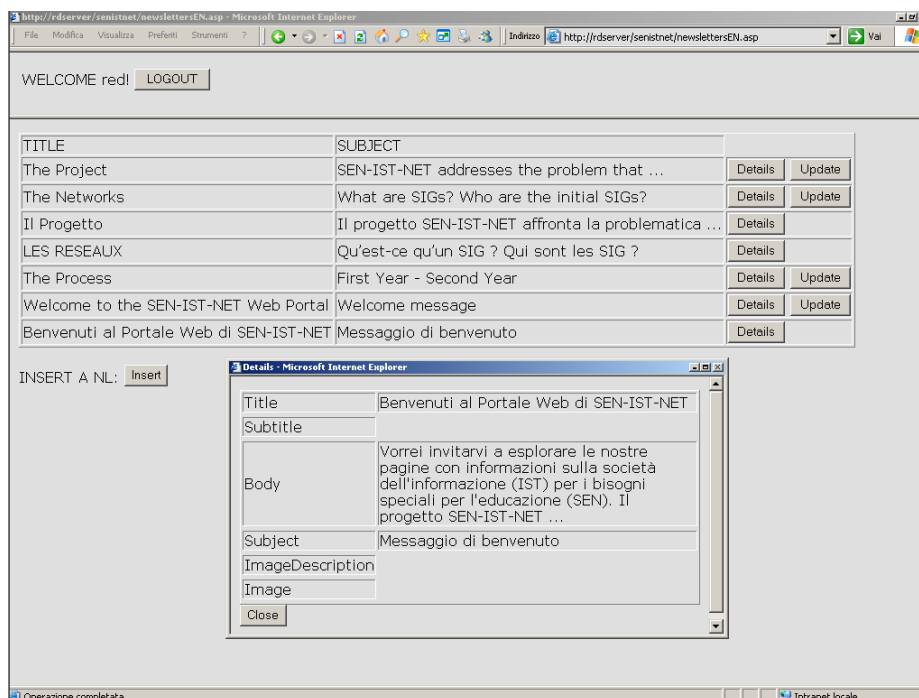 http://rdserver/senistnet/newslettersEN.asp - Microsoft Internet Explorer
File Modifica Visualizza Preferiti Strumenti ? Indirizzo http://rdserver/senistnet/newslettersEN.asp Vai
WELCOME red! LOGOUT
TITLE SUBJECT
The Project SEN-IST-NET addresses the problem that ... Details Update
The Networks What are SIGs? Who are the initial SIGs? Details Update
Il Progetto Il progetto SEN-IST-NET affronta la problematica ... Details
LES RESEAUX Qu'est-ce qu'un SIG ? Qui sont les SIG ? Details
The Process First Year - Second Year Details Update
Welcome to the SEN-IST-NET Web Portal Welcome message Details Update
Benvenuti al Portale Web di SEN-IST-NET Messaggio di benvenuto Details
INSERT A NL: Insert
Details - Microsoft Internet Explorer
Title Benvenuti al Portale Web di SEN-IST-NET
Subtitle
Body
Vorrei invitarvi a esplorare le nostre
pagine con informazioni sulla società
dell'informazione (IST) per i bisogni
speciali per l'educazione (SEN). Il
progetto SEN-IST-NET ...
Subject Messaggio di benvenuto
ImageDescription
Image
Close
Operazione completata
Intranet locale